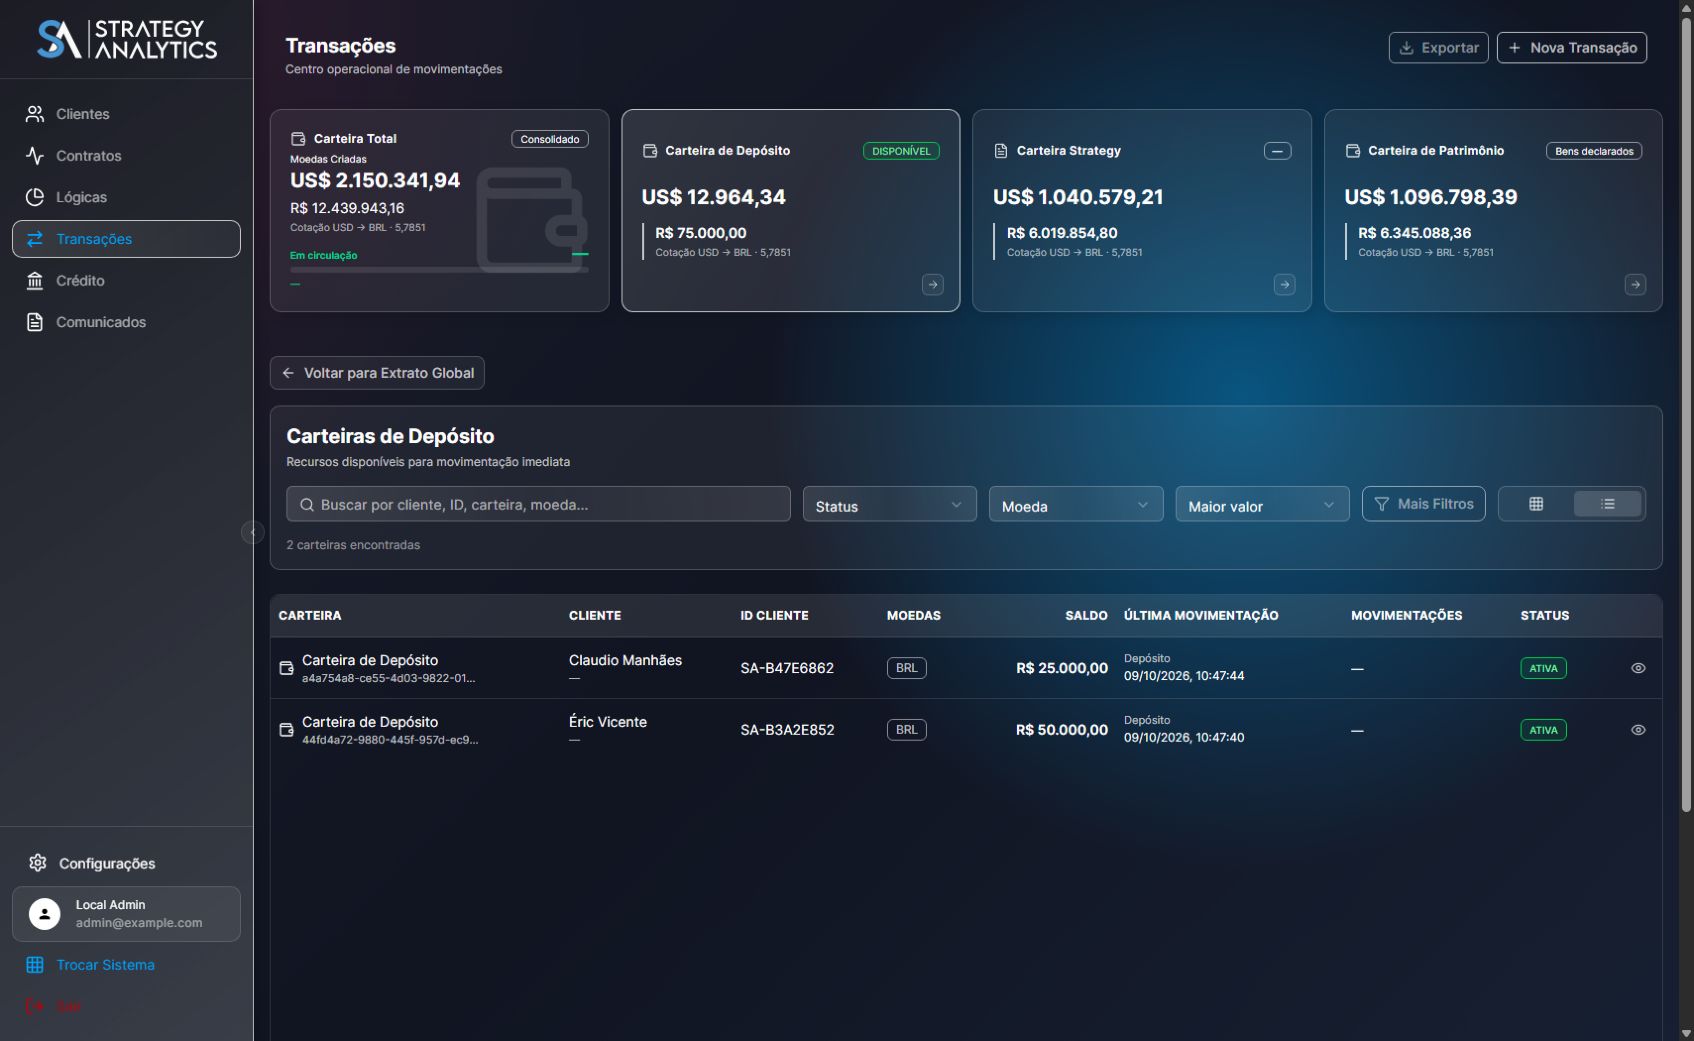 STRATEGY
ANALYTICS
Clientes
Contratos
Lógicas
Transações
Crédito
Comunicados
Configurações
Local Admin
admin@example.com
Trocar Sistema
Sair
Transações
Centro operacional de movimentações
Exportar
Nova Transação
Carteira Total
Consolidado
Moedas Criadas
US$ 2.150.341,94
R$ 12.439.943,16
Cotação USD → BRL · 5,7851
Em circulação
—
—
Carteira de Depósito
DISPONÍVEL
US$ 12.964,34
R$ 75.000,00
Cotação USD → BRL · 5,7851
Carteira Strategy
—
US$ 1.040.579,21
R$ 6.019.854,80
Cotação USD → BRL · 5,7851
Carteira de Patrimônio
Bens declarados
US$ 1.096.798,39
R$ 6.345.088,36
Cotação USD → BRL · 5,7851
Voltar para Extrato Global
Carteiras de Depósito
Recursos disponíveis para movimentação imediata
Buscar por cliente, ID, carteira, moeda...
Status
Moeda
Maior valor
Mais Filtros
2 carteiras encontradas
CARTEIRA CLIENTE ID CLIENTE MOEDAS SALDO ÚLTIMA MOVIMENTAÇÃO MOVIMENTAÇÕES STATUS
Carteira de Depósito
a4a754a8-ce55-4d03-9822-01...
Claudio Manhães
—
SA-B47E6862
BRL
R$ 25.000,00
Depósito
09/10/2026, 10:47:44
—
ATIVA
Carteira de Depósito
44fd4a72-9880-445f-957d-ec9...
Éric Vicente
—
SA-B3A2E852
BRL
R$ 50.000,00
Depósito
09/10/2026, 10:47:40
—
ATIVA